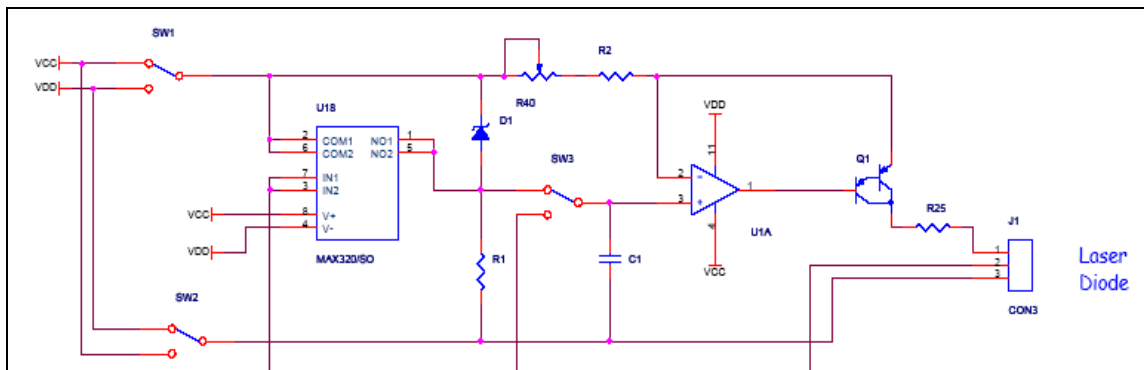 SW1
VCC
VDD
U18
2 COM1 NO1 1
6 COM2 NO2 5
7 IN1
3 IN2
VCC 8 V+
VDD 4 V-
MAX320/SO
SW2
R40
R2
D1
SW3
R1
C1
VDD
11
2 -
3 +
1
4
U1A
VCC
Q1
R25
J1
1
2
3
CON3
Laser
Diode